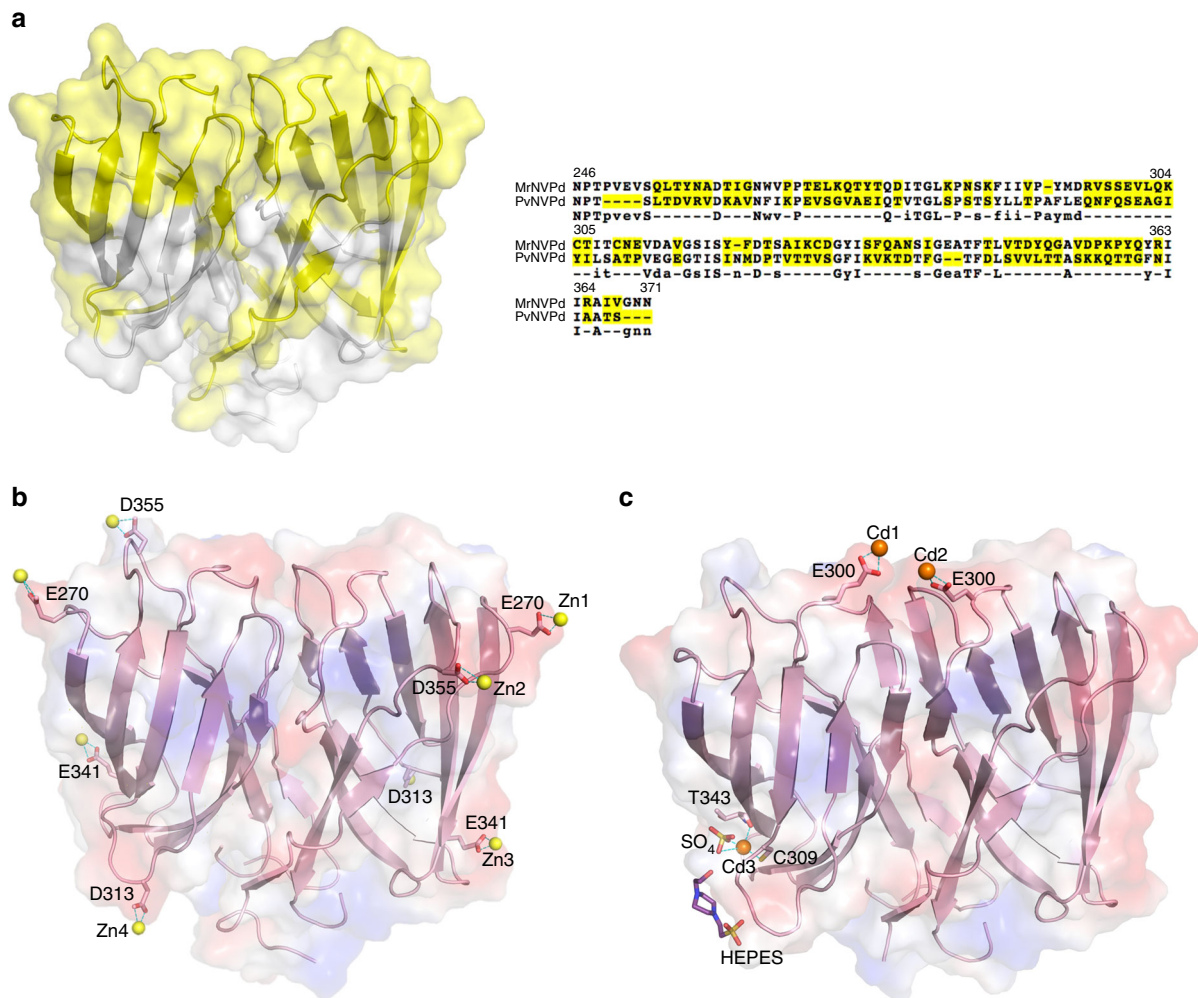 a
246
304
MrNVPd NPTPVEVSQLTYNADTIGNWVPPTELKQTYTQDITGLKPNSKFIIVP-YMDRVSSEVLQK
PvNVPd NPT----SLTDVRVDKAVNFIKPEVSGVAEIQTVTGLSPSTSYLLTPAFLEQNFQSEAGI
NPTpvevS------D---Nwv-P--------Q-iTGL-P-s-fii-Paymd---------
305
363
MrNVPd CTITCNEVDAVGSISY-FDTSAIKCDGYISFQANSIGEATFTLVTDYQGAVDPKPYQYRI
PvNVPd YILSATPVEGEGTISINMDPTVTTVSGFIKVKTDTFG--TFDLSVVLTTASKKQTTGFNI
--it---Vda-GsIS-n-D-s-----GyI-----s-GeaTF-L------A-------y-I
364
371
MrNVPd IRAIVGNN
PvNVPd IAATS---
I-A--gnn
b
D355
E270
E270
Zn1
D355
Zn2
E341
D313
E341
Zn3
D313
Zn4
c
Cd1
Cd2
E300
E300
T343
SO4
C309
Cd3
HEPES